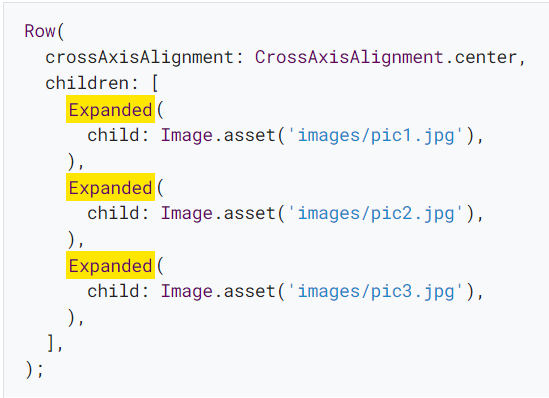 Row(
  crossAxisAlignment: CrossAxisAlignment.center,
  children: [
    Expanded(
      child: Image.asset('images/pic1.jpg'),
    ),
    Expanded(
      child: Image.asset('images/pic2.jpg'),
    ),
    Expanded(
      child: Image.asset('images/pic3.jpg'),
    ),
  ],
);